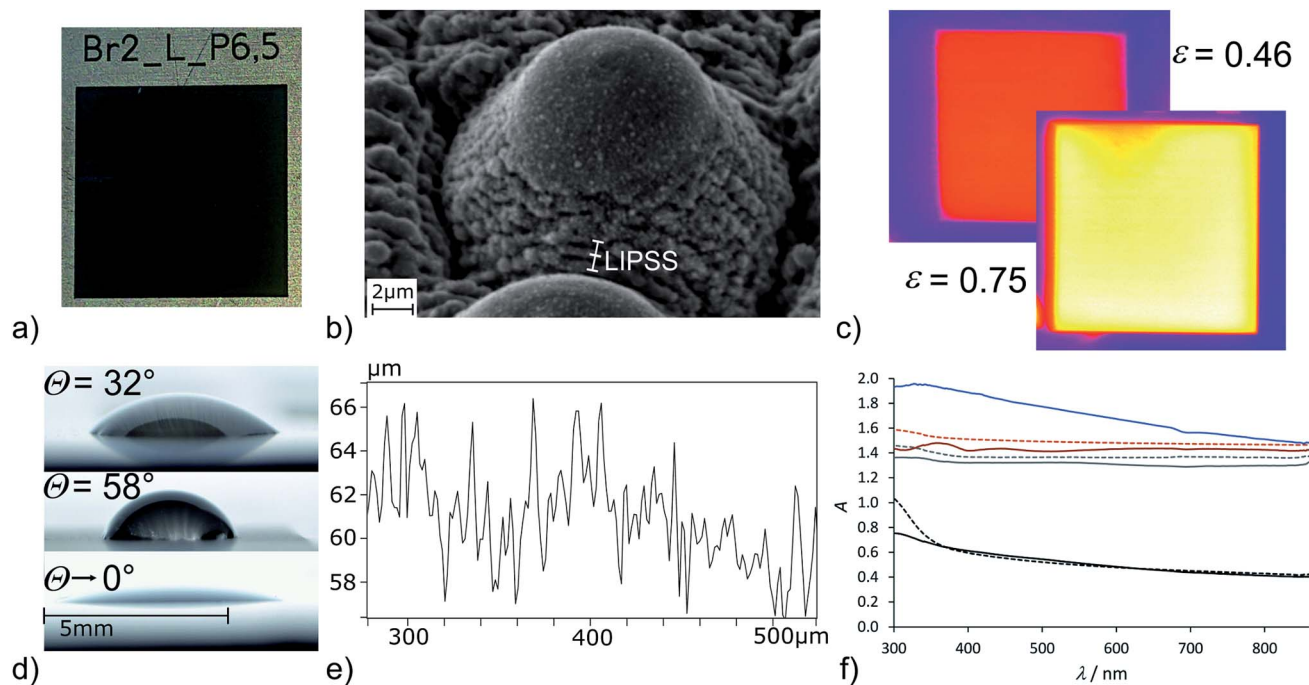 Br2_L_P6,5
a)
LIPSS
2µm
b)
ε = 0.46
ε = 0.75
c)
Θ = 32°
Θ = 58°
Θ → 0°
5mm
d)
µm
66
64
62
60
58
300 400 500µm
e)
2.0
1.8
1.6
1.4
1.2
1.0
0.8
0.6
0.4
0.2
0.0
A
300 400 500 600 700 800
λ / nm
f)